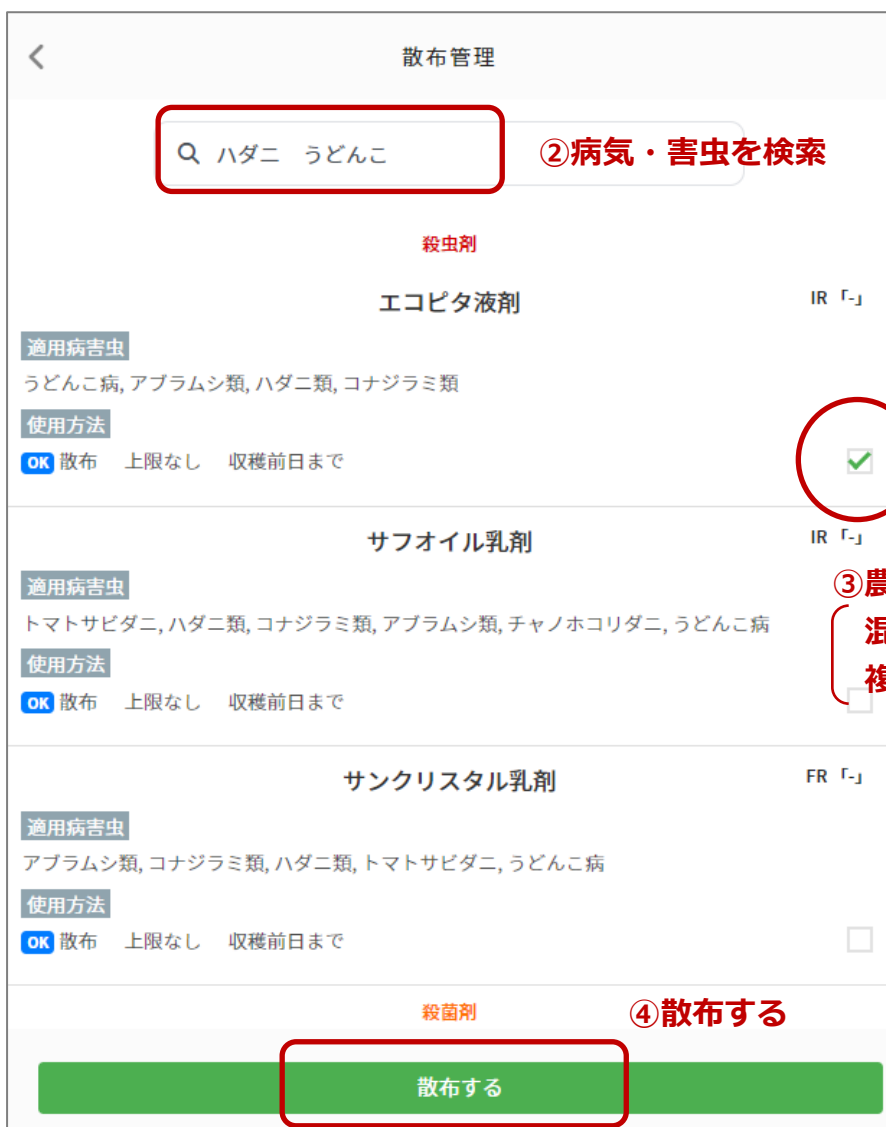 散布管理
ハダニ　うどんこ
②病気・害虫を検索
殺虫剤
エコピタ液剤
IR「-」
適用病害虫
うどんこ病, アブラムシ類, ハダニ類, コナジラミ類
使用方法
OK 散布　上限なし　収穫前日まで
サフオイル乳剤
IR「-」
適用病害虫
③農
トマトサビダニ, ハダニ類, コナジラミ類, アブラムシ類, チャノホコリダニ, うどんこ病
混
使用方法
複
OK 散布　上限なし　収穫前日まで
サンクリスタル乳剤
FR「-」
適用病害虫
アブラムシ類, コナジラミ類, ハダニ類, トマトサビダニ, うどんこ病
使用方法
OK 散布　上限なし　収穫前日まで
殺菌剤
④散布する
散布する